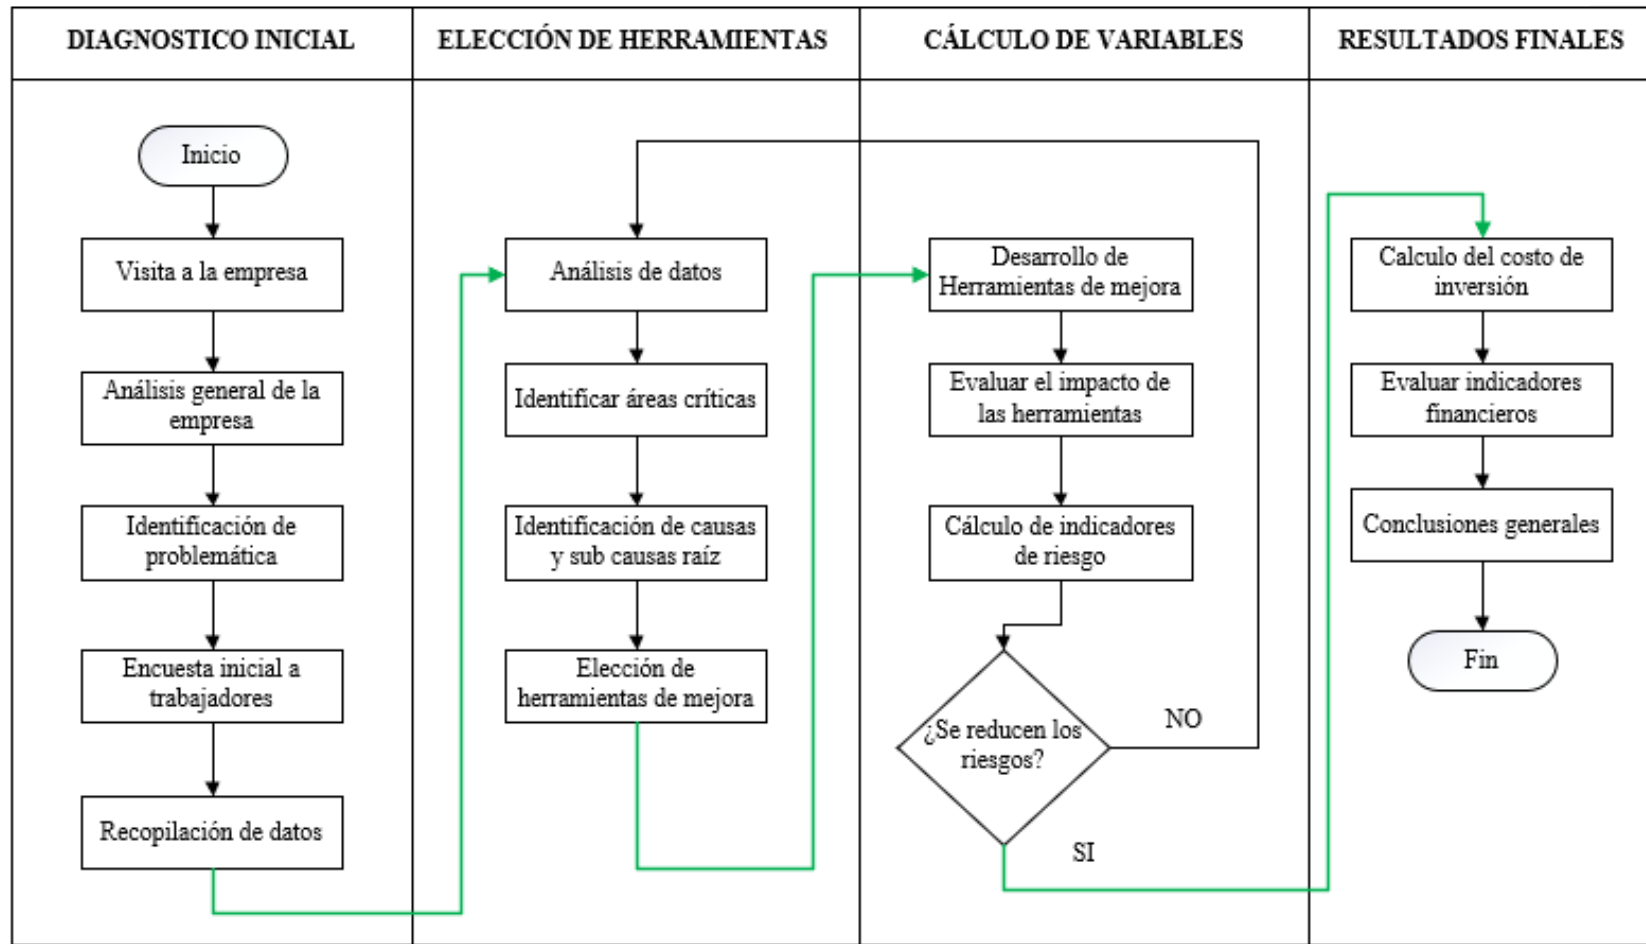 DIAGNOSTICO INICIAL
ELECCIÓN DE HERRAMIENTAS
CÁLCULO DE VARIABLES
RESULTADOS FINALES
Inicio
Visita a la empresa
Análisis general de la
empresa
Identificación de
problemática
Encuesta inicial a
trabajadores
Recopilación de datos
Análisis de datos
Identificar áreas críticas
Identificación de causas
y sub causas raíz
Elección de
herramientas de mejora
Desarrollo de
Herramientas de mejora
Evaluar el impacto de
las herramientas
Cálculo de indicadores
de riesgo
¿Se reducen los
riesgos?
NO
SI
Calculo del costo de
inversión
Evaluar indicadores
financieros
Conclusiones generales
Fin